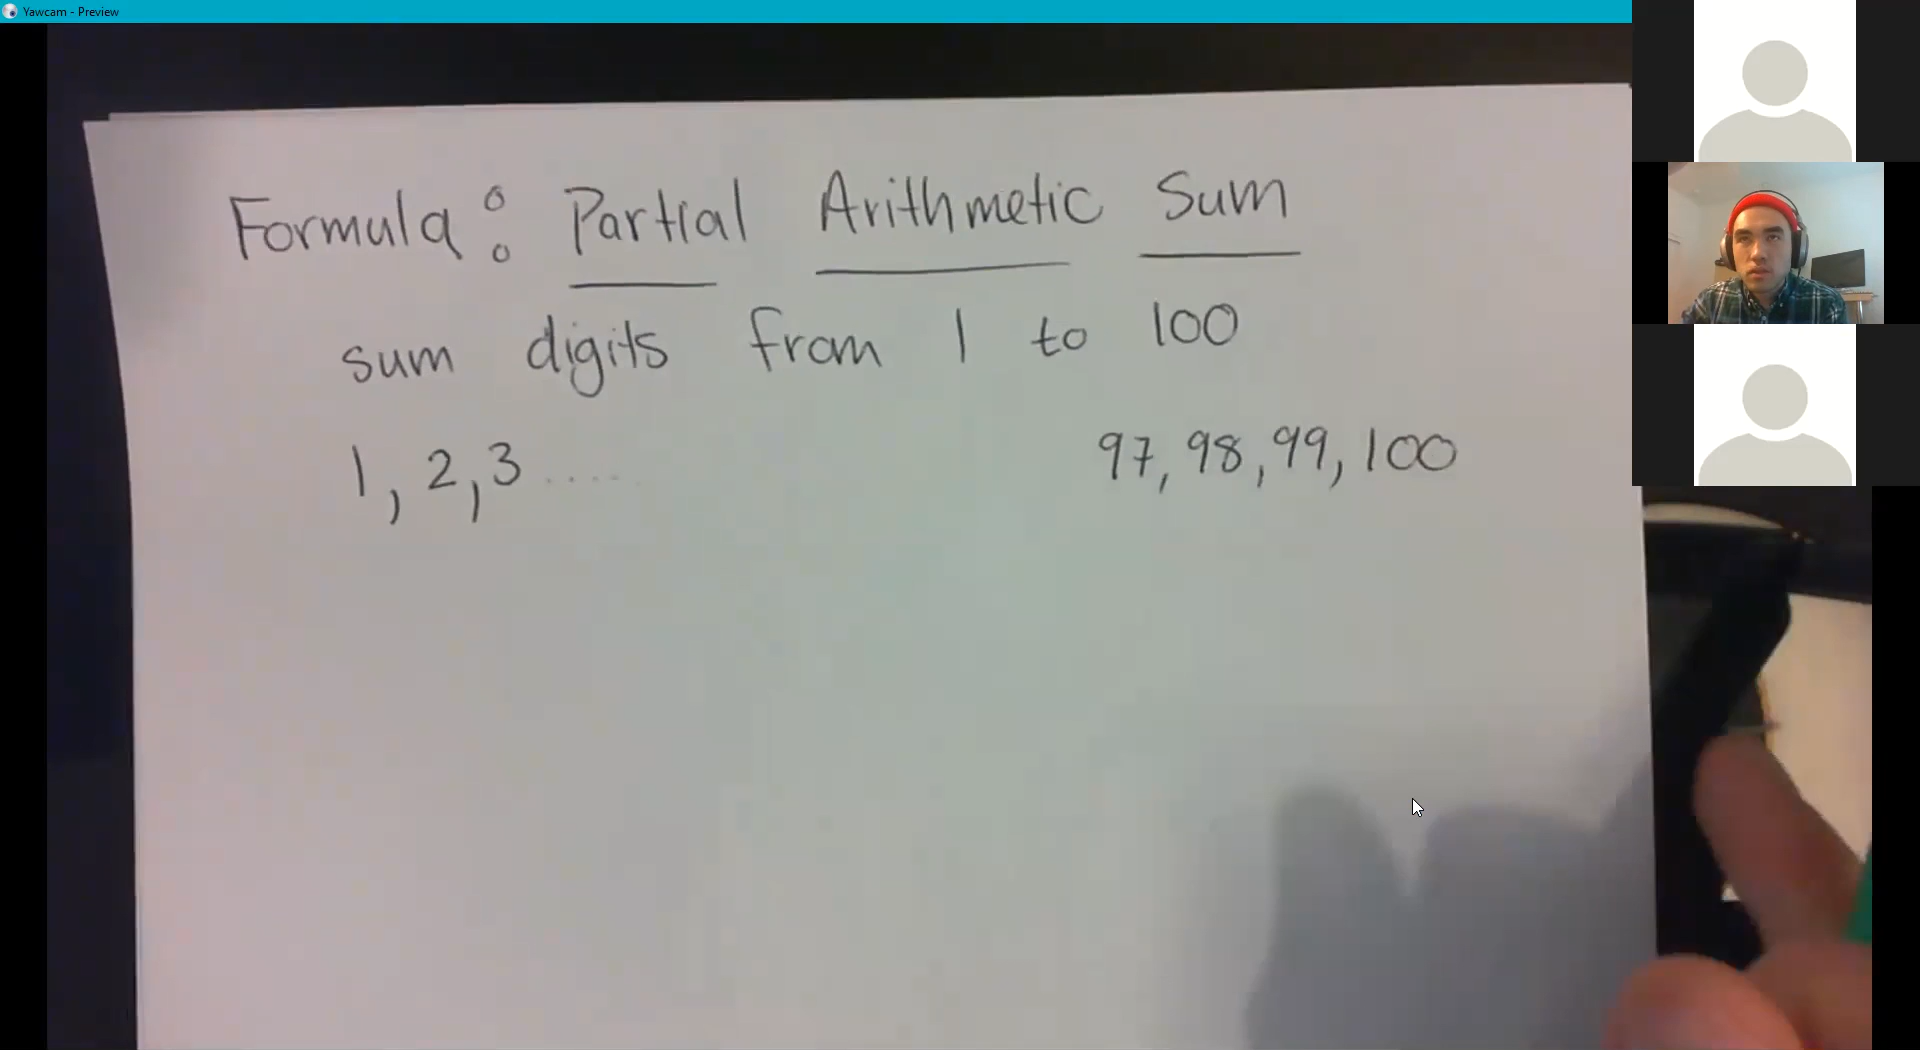 Yawcam - Preview
Formula: Partial Arithmetic Sum
sum digits from 1 to 100
1, 2, 3 ..... 97, 98, 99, 100